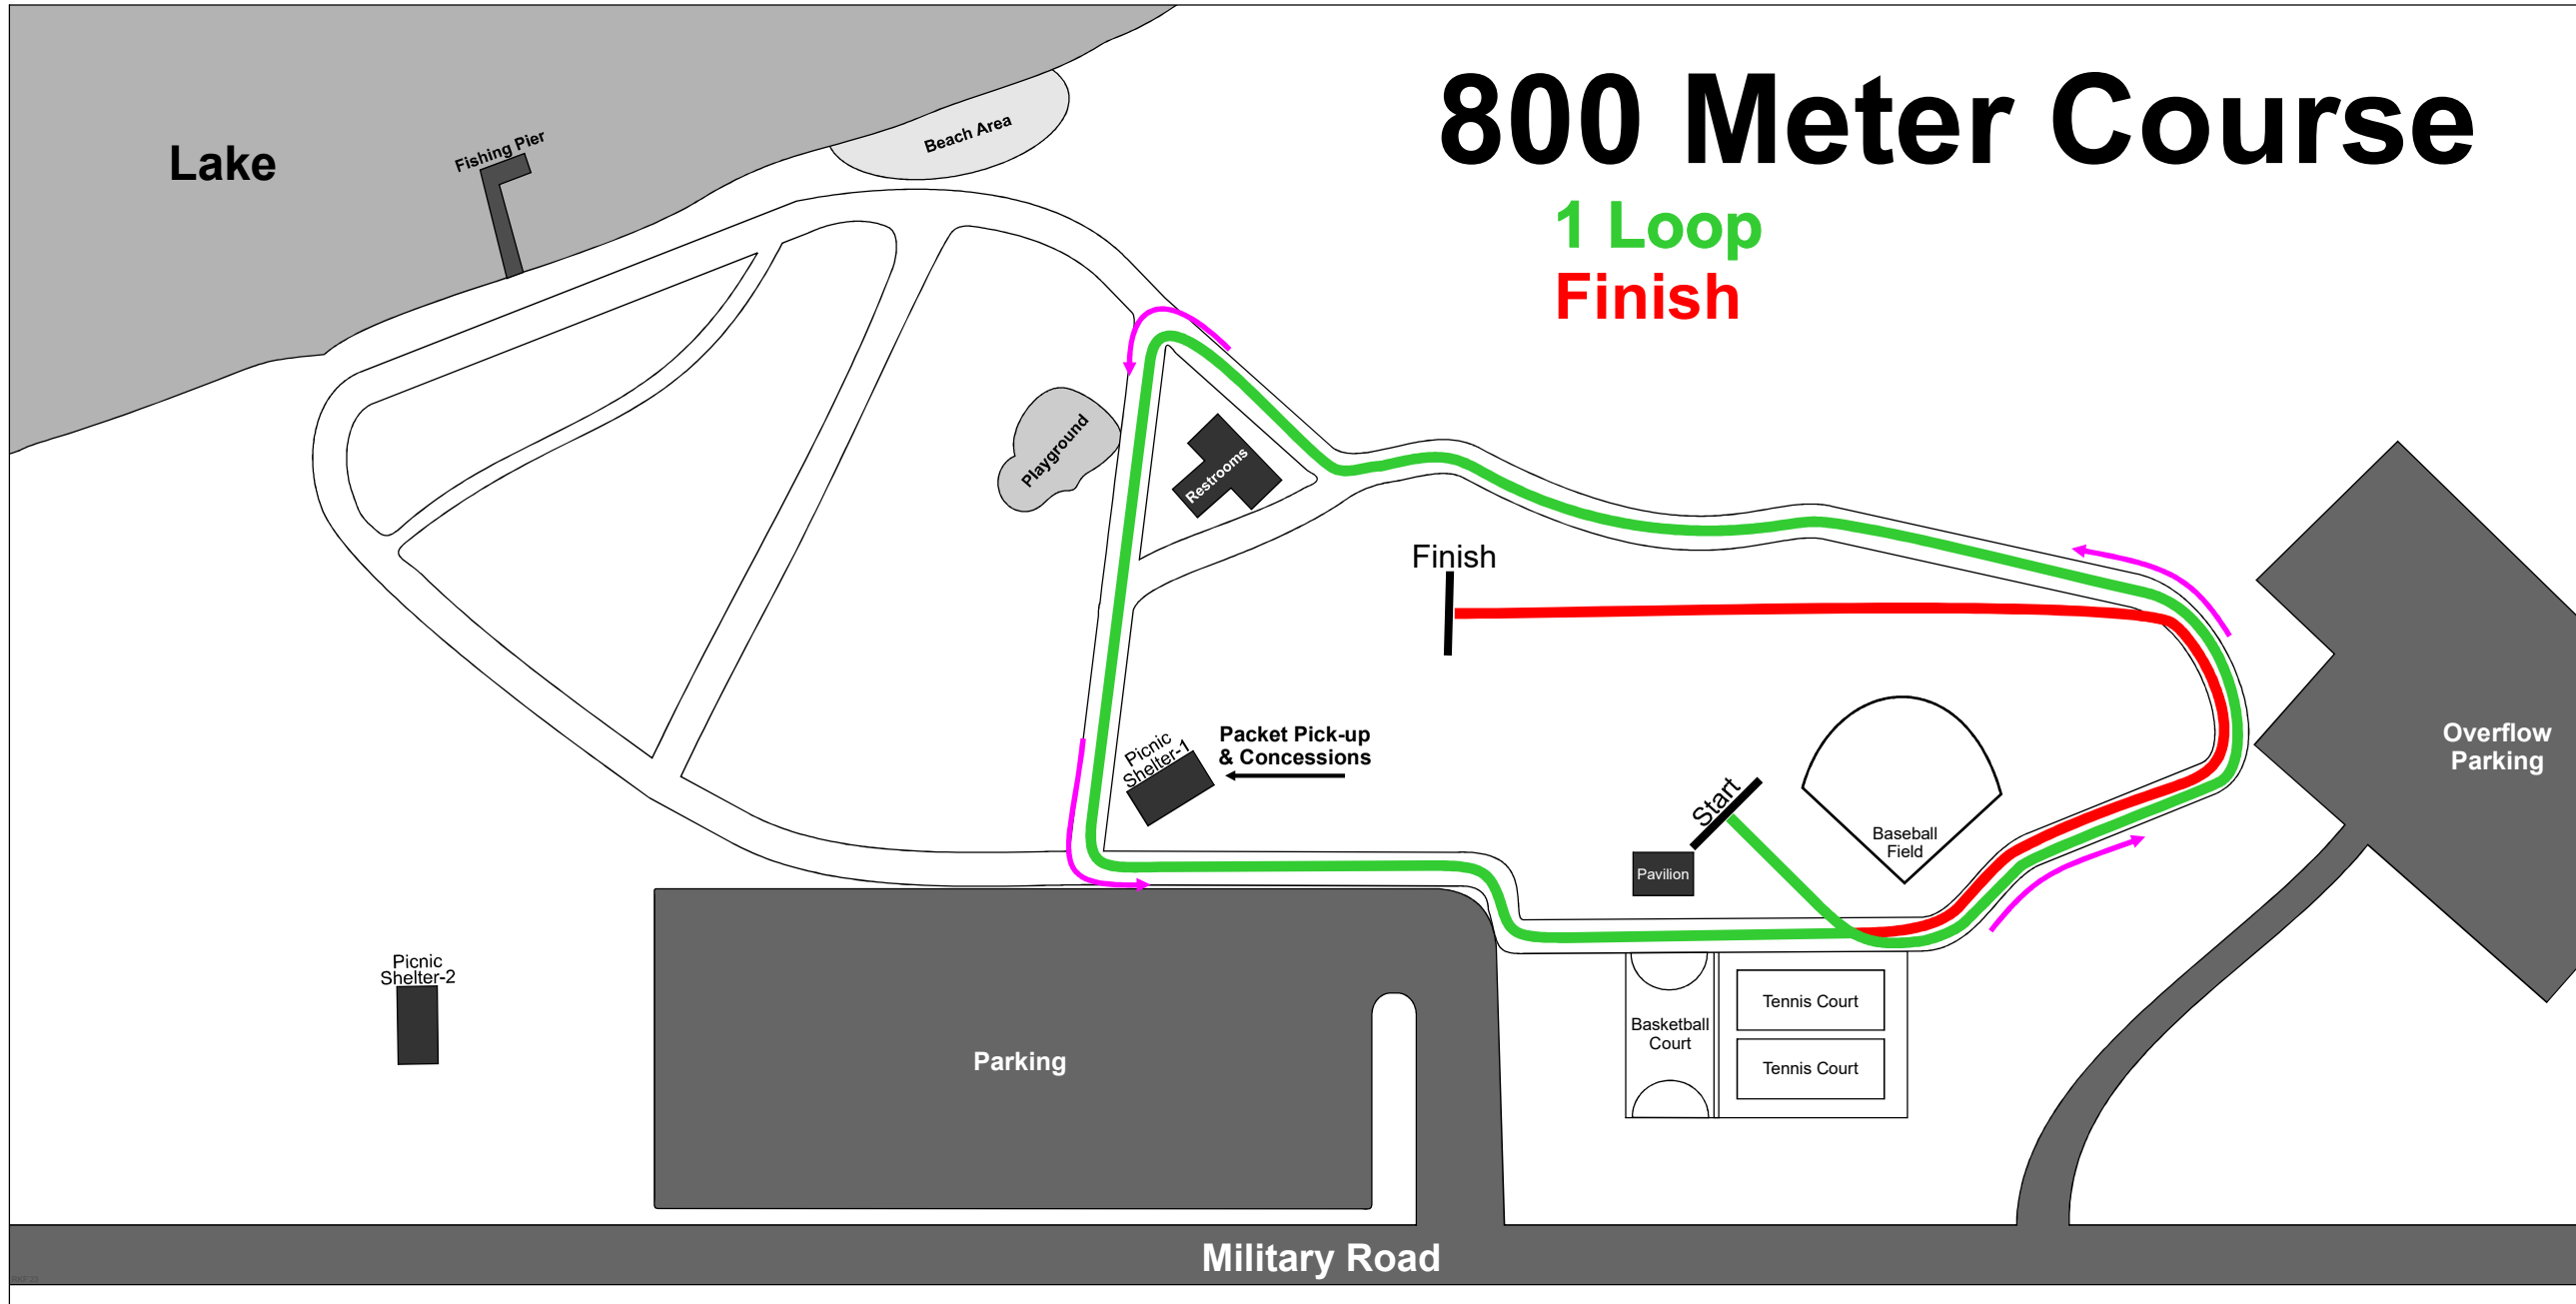 800 Meter Course
1 Loop
Finish
Lake
Fishing Pier
Beach Area
Playground
Restrooms
Finish
Packet Pick-up
& Concessions
Picnic
Shelter-1
Start
Pavilion
Baseball
Field
Overflow
Parking
Picnic
Shelter-2
Parking
Basketball
Court
Tennis Court
Tennis Court
Military Road